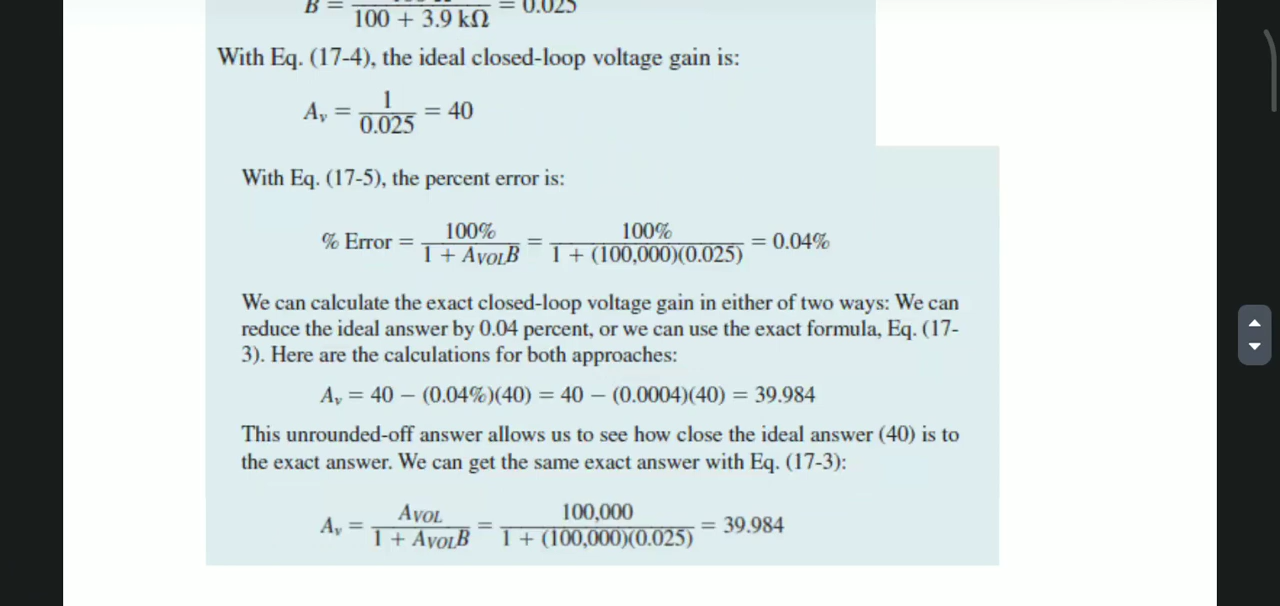 B = 100 + 3.9 kΩ = 0.025
With Eq. (17-4), the ideal closed-loop voltage gain is:
Av = 1/0.025 = 40
With Eq. (17-5), the percent error is:
% Error = 100%/1 + AVOLB = 100%/1 + (100,000)(0.025) = 0.04%
We can calculate the exact closed-loop voltage gain in either of two ways: We can
reduce the ideal answer by 0.04 percent, or we can use the exact formula, Eq. (17-
3). Here are the calculations for both approaches:
Av = 40 − (0.04%)(40) = 40 − (0.0004)(40) = 39.984
This unrounded-off answer allows us to see how close the ideal answer (40) is to
the exact answer. We can get the same exact answer with Eq. (17-3):
Av = AVOL/1 + AVOLB = 100,000/1 + (100,000)(0.025) = 39.984